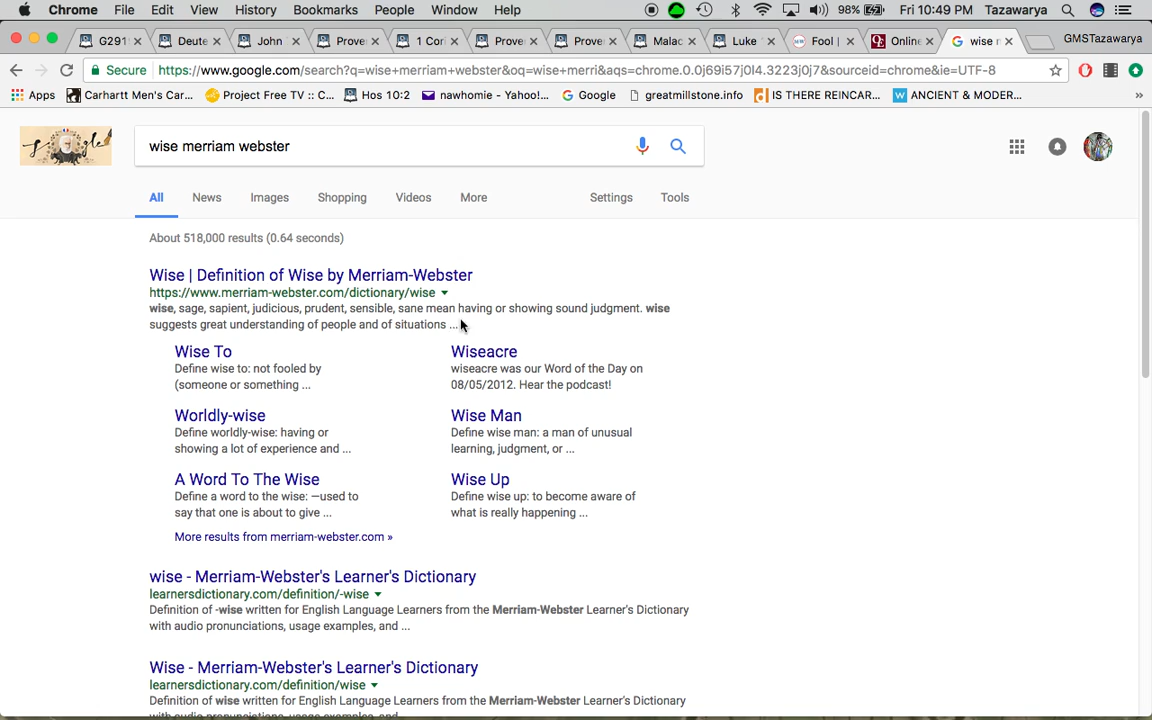 Chrome File Edit View History Bookmarks People Window Help 98% Fri 10:49 PM Tazawarya
G291 Deute John Prove 1 Cori Prove Prove Malac Luke Fool | Online wise m GMSTazawarya
Secure https://www.google.com/search?q=wise+merriam+webster&oq=wise+merri&aqs=chrome.0.0j69i57j0l4.3223j0j7&sourceid=chrome&ie=UTF-8
Apps Carhartt Men's Car... Project Free TV :: C... Hos 10:2 nawhomie - Yahoo!... Google greatmillstone.info IS THERE REINCAR... ANCIENT & MODER... »
wise merriam webster
All News Images Shopping Videos More Settings Tools
About 518,000 results (0.64 seconds)
Wise | Definition of Wise by Merriam-Webster
https://www.merriam-webster.com/dictionary/wise
wise, sage, sapient, judicious, prudent, sensible, sane mean having or showing sound judgment. wise
suggests great understanding of people and of situations ...
Wise To
Define wise to: not fooled by
(someone or something ...
Wiseacre
wiseacre was our Word of the Day on
08/05/2012. Hear the podcast!
Worldly-wise
Define worldly-wise: having or
showing a lot of experience and ...
Wise Man
Define wise man: a man of unusual
learning, judgment, or ...
A Word To The Wise
Define a word to the wise: —used to
say that one is about to give ...
Wise Up
Define wise up: to become aware of
what is really happening ...
More results from merriam-webster.com »
wise - Merriam-Webster's Learner's Dictionary
learnersdictionary.com/definition/-wise
Definition of -wise written for English Language Learners from the Merriam-Webster Learner's Dictionary
with audio pronunciations, usage examples, and ...
Wise - Merriam-Webster's Learner's Dictionary
learnersdictionary.com/definition/wise
Definition of wise written for English Language Learners from the Merriam-Webster Learner's Dictionary
with audio pronunciations, usage examples, and